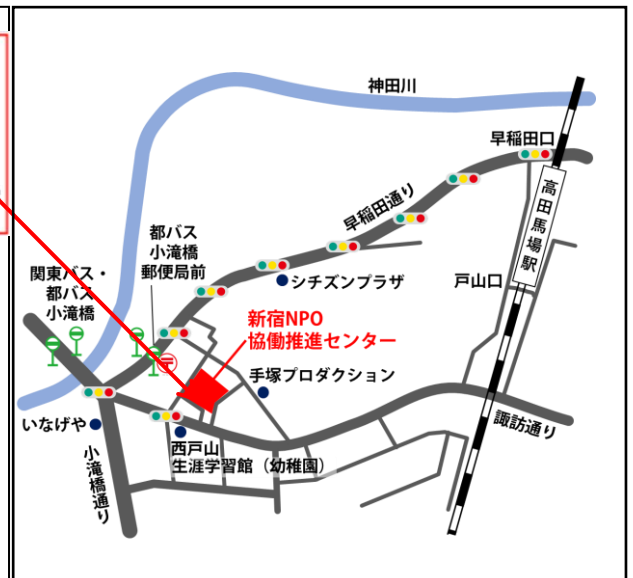 神田川
早稲田口
高田馬場駅
早稲田通り
都バス
小滝橋
郵便局前
関東バス・
都バス
小滝橋
シチズンプラザ
戸山口
新宿NPO
協働推進センター
手塚プロダクション
いなげや
西戸山
生涯学習館（幼稚園）
諏訪通り
小滝橋通り